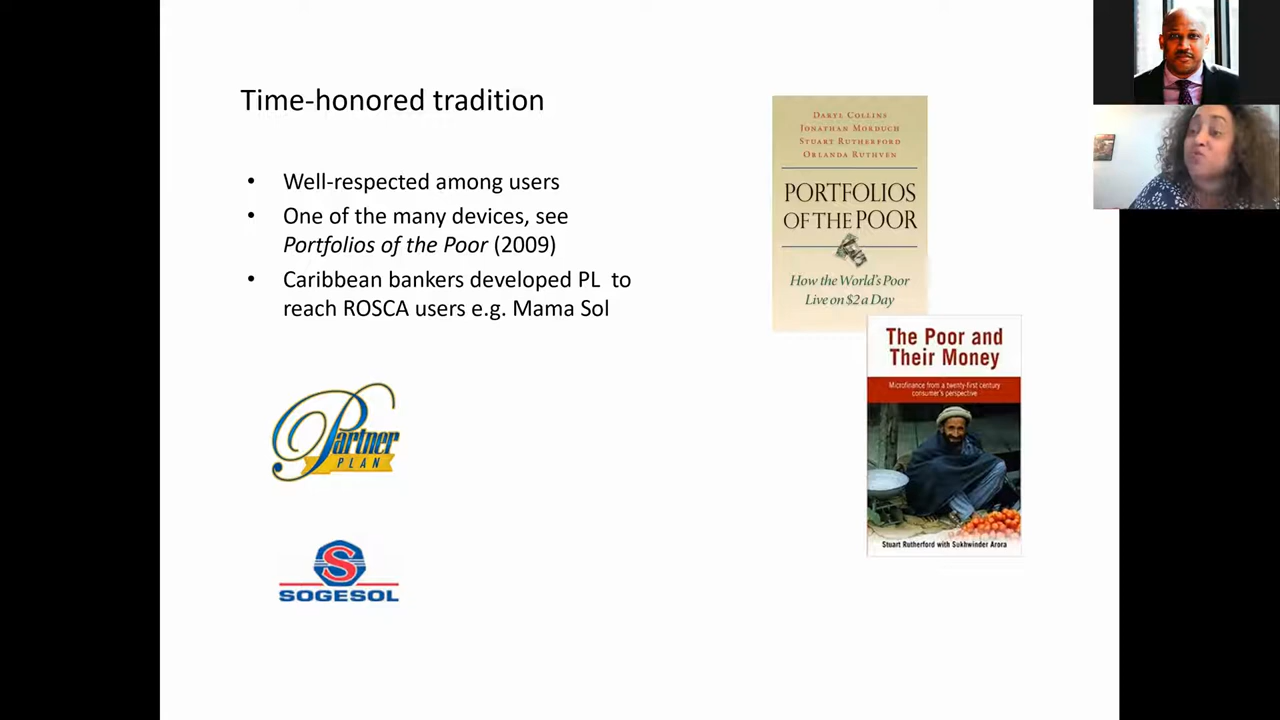 Time-honored tradition
• Well-respected among users
• One of the many devices, see
Portfolios of the Poor (2009)
• Caribbean bankers developed PL to
reach ROSCA users e.g. Mama Sol
Partner
PLAN
S
SOGESOL
DARYL COLLINS
JONATHAN MORDUCH
STUART RUTHERFORD
ORLANDA RUTHVEN
PORTFOLIOS
OF THE POOR
How the World's Poor
Live on $2 a Day
The Poor and
Their Money
Microfinance from a twenty-first century
consumer's perspective
Stuart Rutherford with Sukhwinder Arora